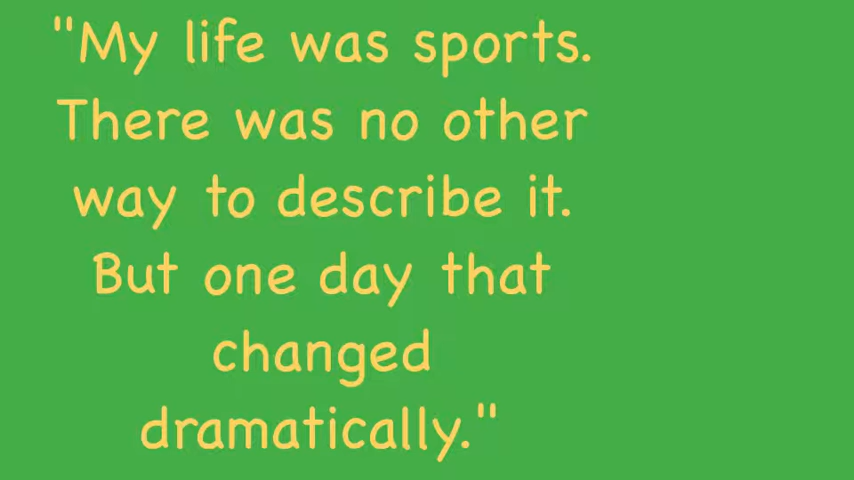 "My life was sports.
There was no other
way to describe it.
But one day that
changed
dramatically."